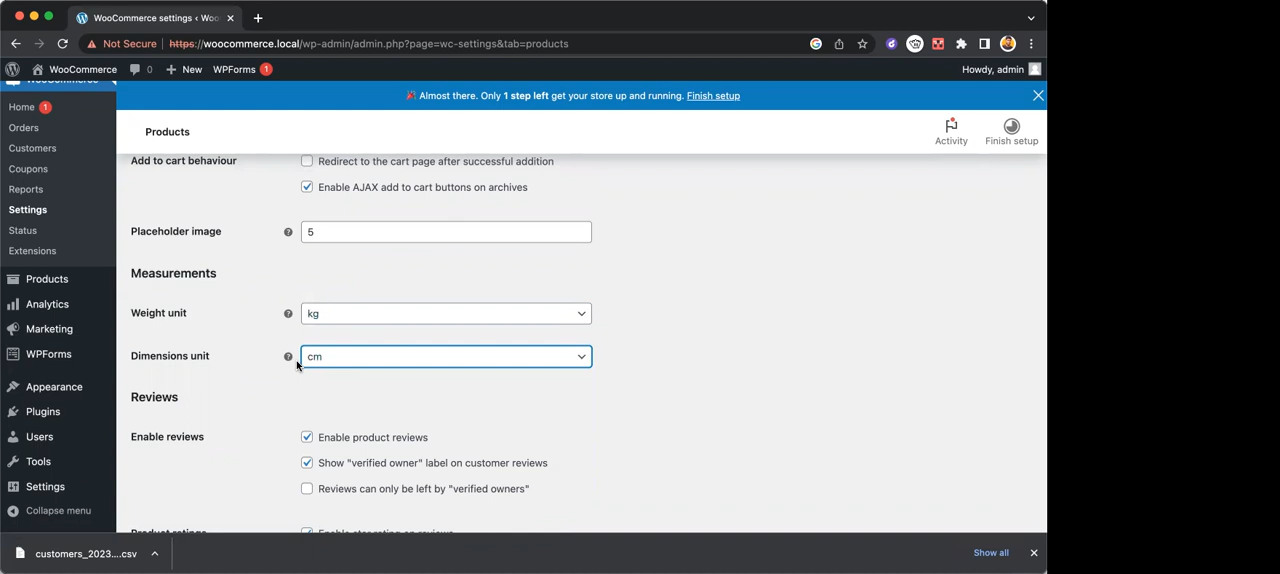 WooCommerce settings ‹ Woo
Not Secure https://woocommerce.local/wp-admin/admin.php?page=wc-settings&tab=products
WooCommerce 0 New WPForms 1 Howdy, admin
WooCommerce
Almost there. Only 1 step left get your store up and running. Finish setup
Home 1
Orders
Customers
Coupons
Reports
Settings
Status
Extensions
Products
Analytics
Marketing
WPForms
Appearance
Plugins
Users
Tools
Settings
Collapse menu
Products
Activity
Finish setup
Add to cart behaviour Redirect to the cart page after successful addition
Enable AJAX add to cart buttons on archives
Placeholder image 5
Measurements
Weight unit kg
Dimensions unit cm
Reviews
Enable reviews Enable product reviews
Show "verified owner" label on customer reviews
Reviews can only be left by "verified owners"
Product ratings Enable star rating on reviews
customers_2023....csv Show all